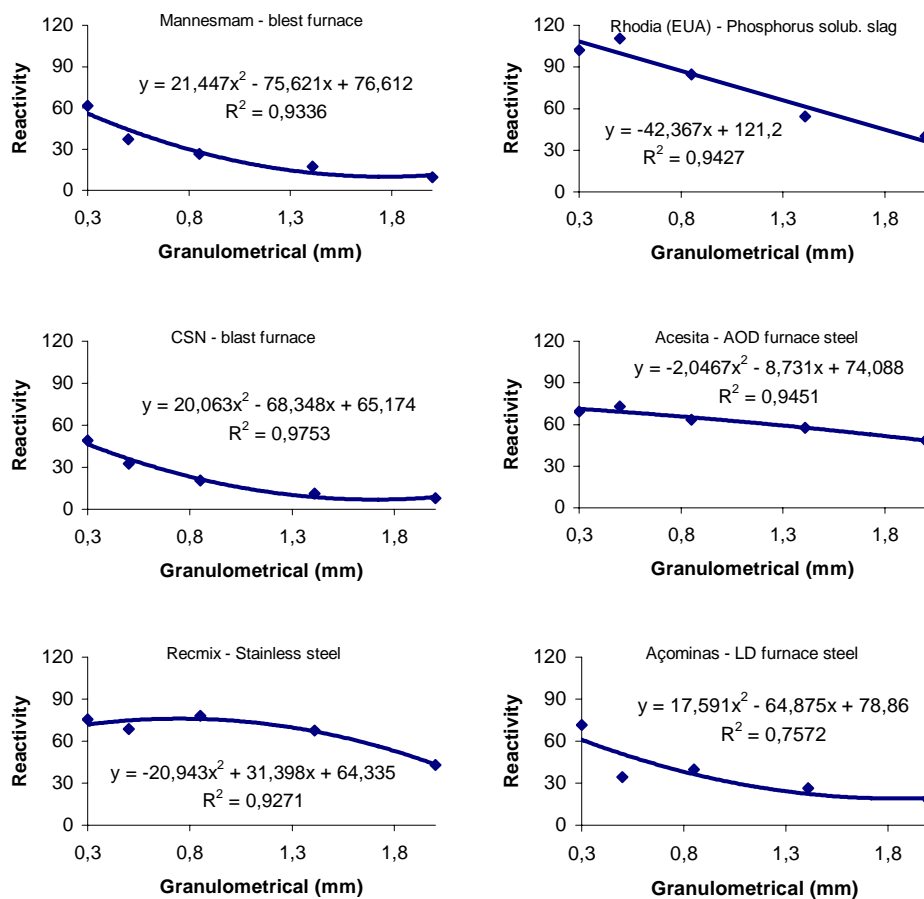 Mannesmam - blest furnace
120
90
60
30
0
Reactivity
y = 21,447x² - 75,621x + 76,612
R² = 0,9336
0,3 0,8 1,3 1,8
Granulometrical (mm)
Rhodia (EUA) - Phosphorus solub. slag
120
90
60
30
0
Reactivity
y = -42,367x + 121,2
R² = 0,9427
0,3 0,8 1,3 1,8
Granulometrical (mm)
CSN - blast furnace
120
90
60
30
0
Reactivity
y = 20,063x² - 68,348x + 65,174
R² = 0,9753
0,3 0,8 1,3 1,8
Granulometrical (mm)
Acesita - AOD furnace steel
120
90
60
30
0
Reactivity
y = -2,0467x² - 8,731x + 74,088
R² = 0,9451
0,3 0,8 1,3 1,8
Granulometrical (mm)
Recmix - Stainless steel
120
90
60
30
0
Reactivity
y = -20,943x² + 31,398x + 64,335
R² = 0,9271
0,3 0,8 1,3 1,8
Granulometrical (mm)
Açominas - LD furnace steel
120
90
60
30
0
Reactivity
y = 17,591x² - 64,875x + 78,86
R² = 0,7572
0,3 0,8 1,3 1,8
Granulometrical (mm)